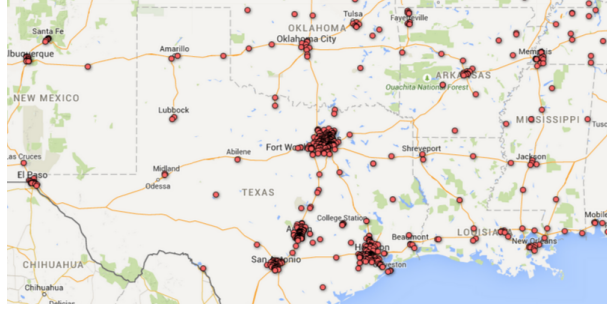 Santa Fe
Tulsa
Fayetteville
OKLAHOMA
Oklahoma City
Albuquerque
Amarillo
Memphis
ARKANSAS
Ouachita National Forest
NEW MEXICO
Lubbock
MISSISSIPPI
Fort Wo
Shreveport
Abilene
Las Cruces
Jackson
El Paso
Midland
Odessa
TEXAS
College Station
Beaumont
LOUISIANA
New Orleans
Mobile
San Antonio
CHIHUAHUA
Chihuahua